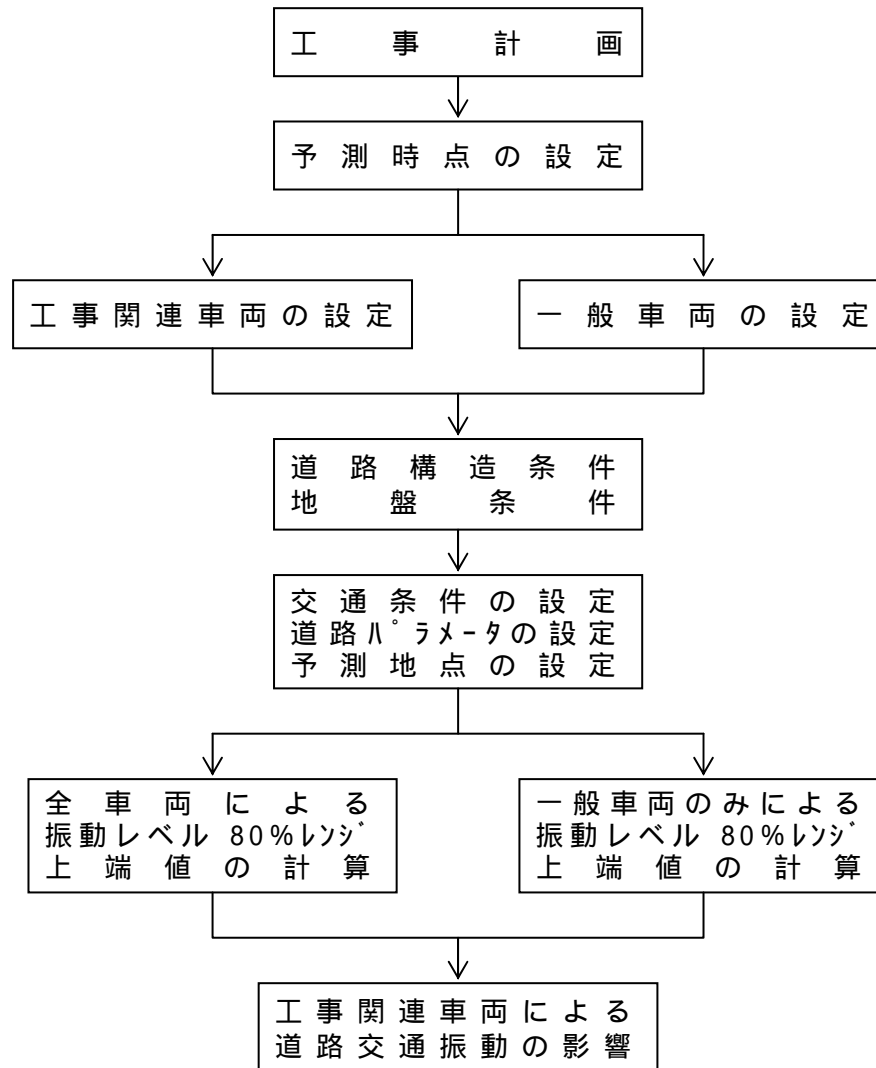 工事計画
予測時点の設定
工事関連車両の設定
一般車両の設定
道路構造条件
地盤条件
交通条件の設定
道路ﾊﾟﾗﾒｰﾀの設定
予測地点の設定
全車両による
振動レベル 80%ﾚﾝｼﾞ
上端値の計算
一般車両のみによる
振動レベル 80%ﾚﾝｼﾞ
上端値の計算
工事関連車両による
道路交通振動の影響